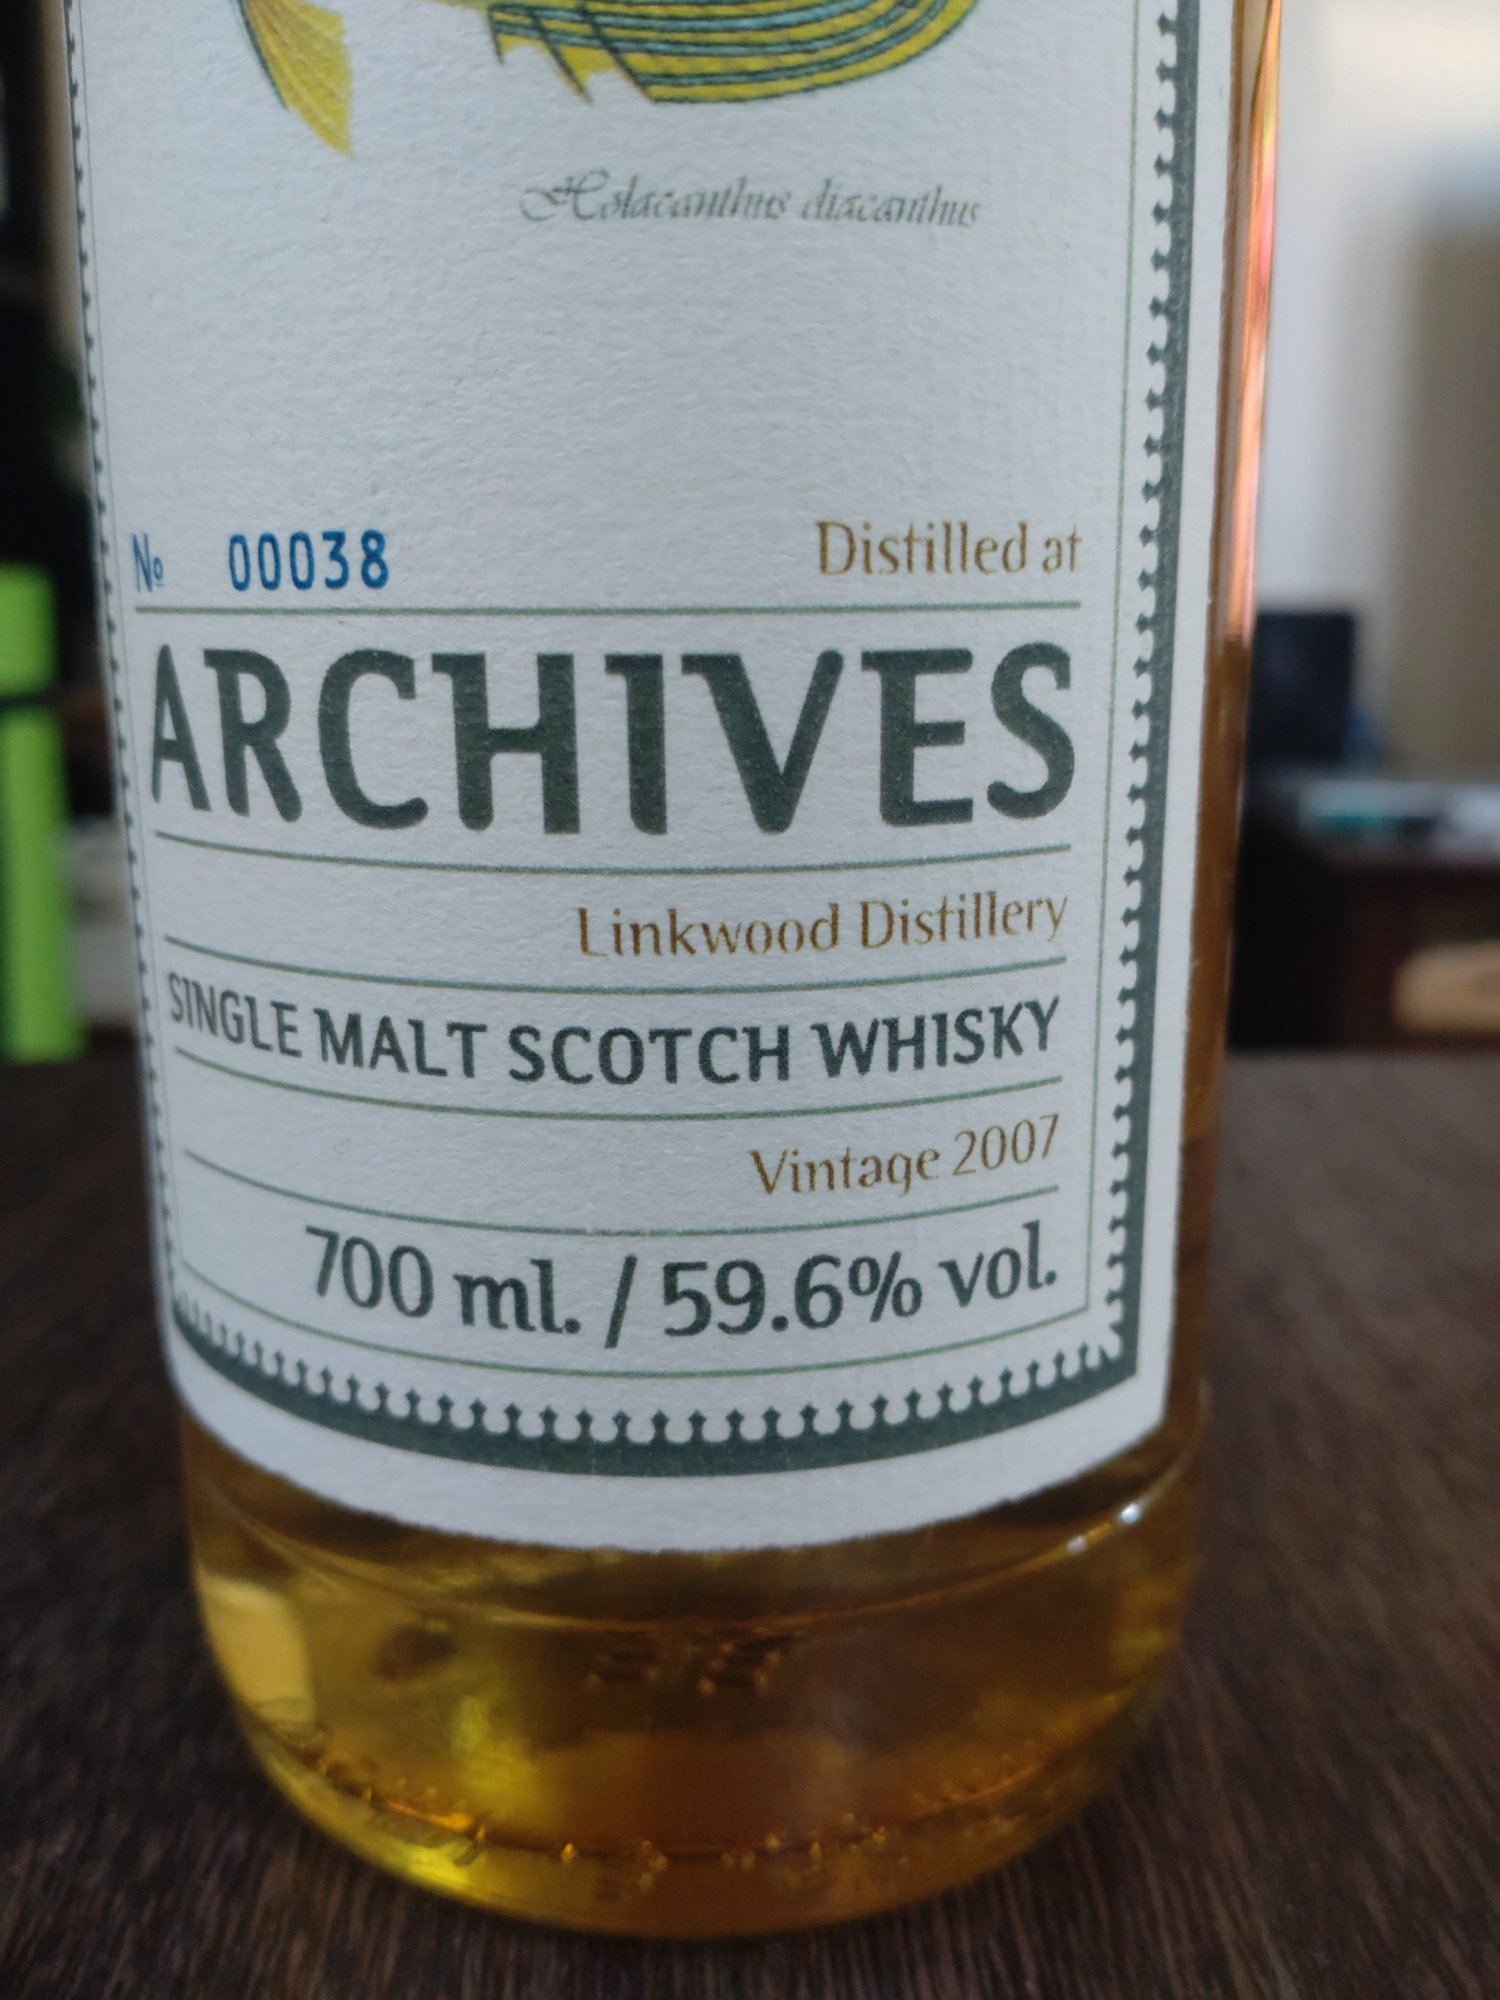 Holacanthus diacanthus
№ 00038
Distilled at
ARCHIVES
Linkwood Distillery
SINGLE MALT SCOTCH WHISKY
Vintage 2007
700 ml. / 59.6% vol.